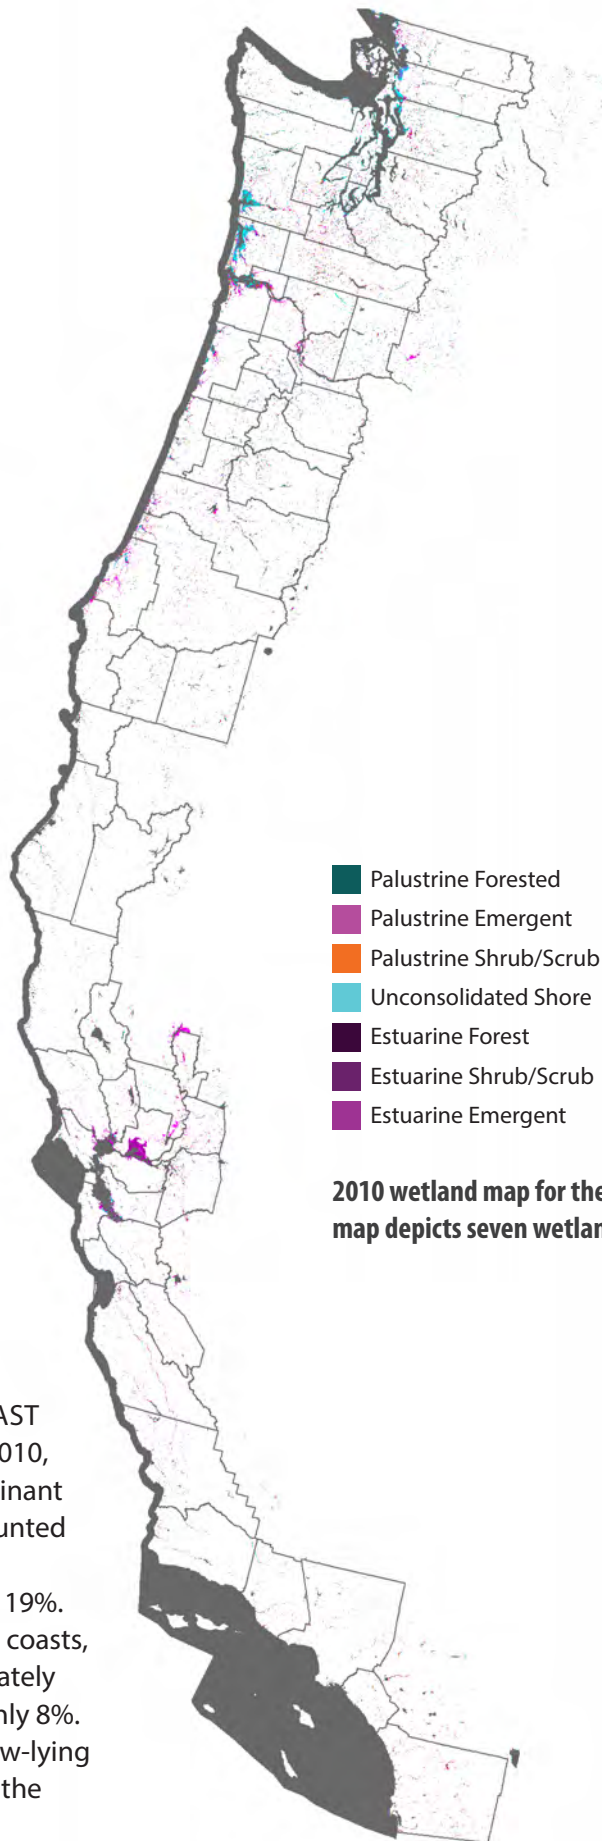 Palustrine Forested
Palustrine Emergent
Palustrine Shrub/Scrub
Unconsolidated Shore
Estuarine Forest
Estuarine Shrub/Scrub
Estuarine Emergent
2010 wetland map for the
map depicts seven wetlan
AST
010,
inant
unted
19%.
coasts,
ately
nly 8%.
w-lying
the